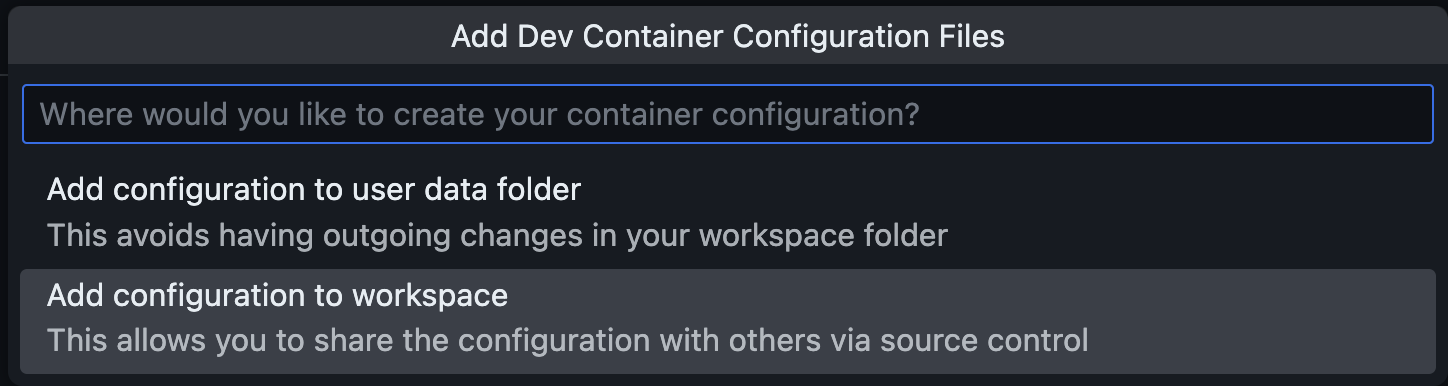 Add Dev Container Configuration Files
Where would you like to create your container configuration?
Add configuration to user data folder
This avoids having outgoing changes in your workspace folder
Add configuration to workspace
This allows you to share the configuration with others via source control